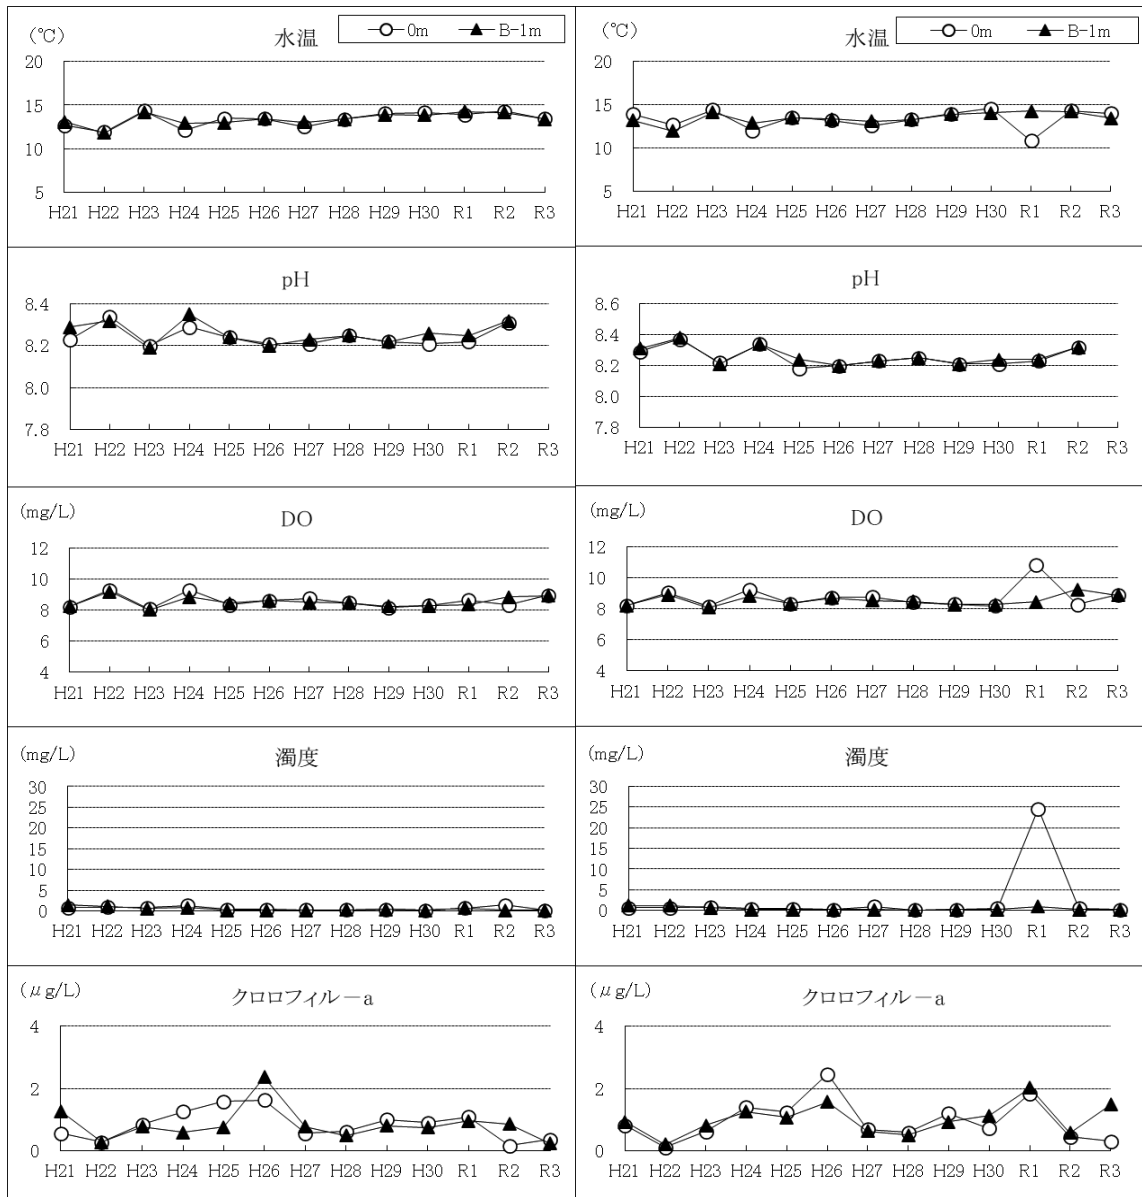 (℃) 水温 0m B-1m
20
15
10
5
H21 H22 H23 H24 H25 H26 H27 H28 H29 H30 R1 R2 R3
pH
8.4
8.2
8.0
7.8
H21 H22 H23 H24 H25 H26 H27 H28 H29 H30 R1 R2 R3
(mg/L) DO
12
10
8
6
4
H21 H22 H23 H24 H25 H26 H27 H28 H29 H30 R1 R2 R3
(mg/L) 濁度
30
25
20
15
10
5
0
H21 H22 H23 H24 H25 H26 H27 H28 H29 H30 R1 R2 R3
(μg/L) クロロフィル－a
4
2
0
H21 H22 H23 H24 H25 H26 H27 H28 H29 H30 R1 R2 R3
(℃) 水温 0m B-1m
20
15
10
5
H21 H22 H23 H24 H25 H26 H27 H28 H29 H30 R1 R2 R3
pH
8.6
8.4
8.2
8.0
7.8
H21 H22 H23 H24 H25 H26 H27 H28 H29 H30 R1 R2 R3
(mg/L) DO
12
10
8
6
4
H21 H22 H23 H24 H25 H26 H27 H28 H29 H30 R1 R2 R3
(mg/L) 濁度
30
25
20
15
10
5
0
H21 H22 H23 H24 H25 H26 H27 H28 H29 H30 R1 R2 R3
(μg/L) クロロフィル－a
4
2
0
H21 H22 H23 H24 H25 H26 H27 H28 H29 H30 R1 R2 R3